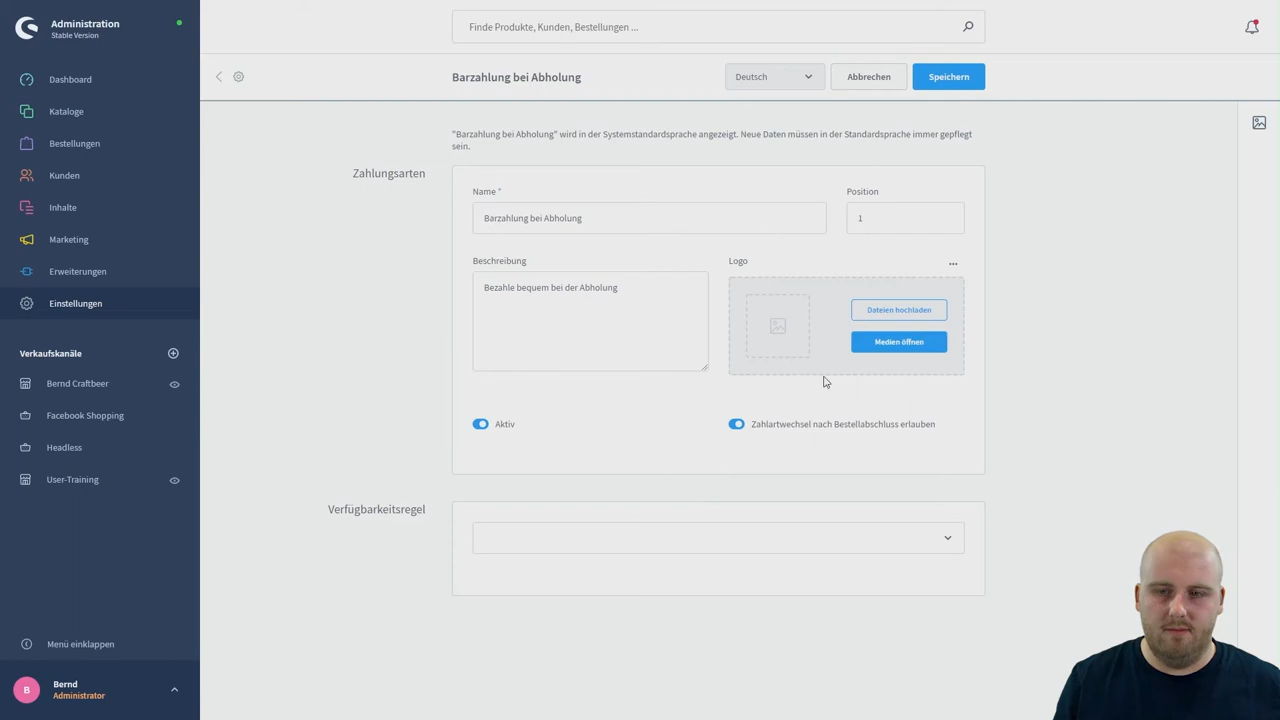 Administration
Stable Version
Dashboard
Kataloge
Bestellungen
Kunden
Inhalte
Marketing
Erweiterungen
Einstellungen
Verkaufskanäle
Bernd Craftbeer
Facebook Shopping
Headless
User-Training
Menü einklappen
B
Bernd
Administrator
Finde Produkte, Kunden, Bestellungen ...
Barzahlung bei Abholung
Deutsch
Abbrechen
Speichern
"Barzahlung bei Abholung" wird in der Systemstandardsprache angezeigt. Neue Daten müssen in der Standardsprache immer gepflegt
sein.
Zahlungsarten
Name *
Position
Barzahlung bei Abholung
1
Beschreibung
Logo
Bezahle bequem bei der Abholung
Dateien hochladen
Medien öffnen
Aktiv
Zahlartwechsel nach Bestellabschluss erlauben
Verfügbarkeitsregel